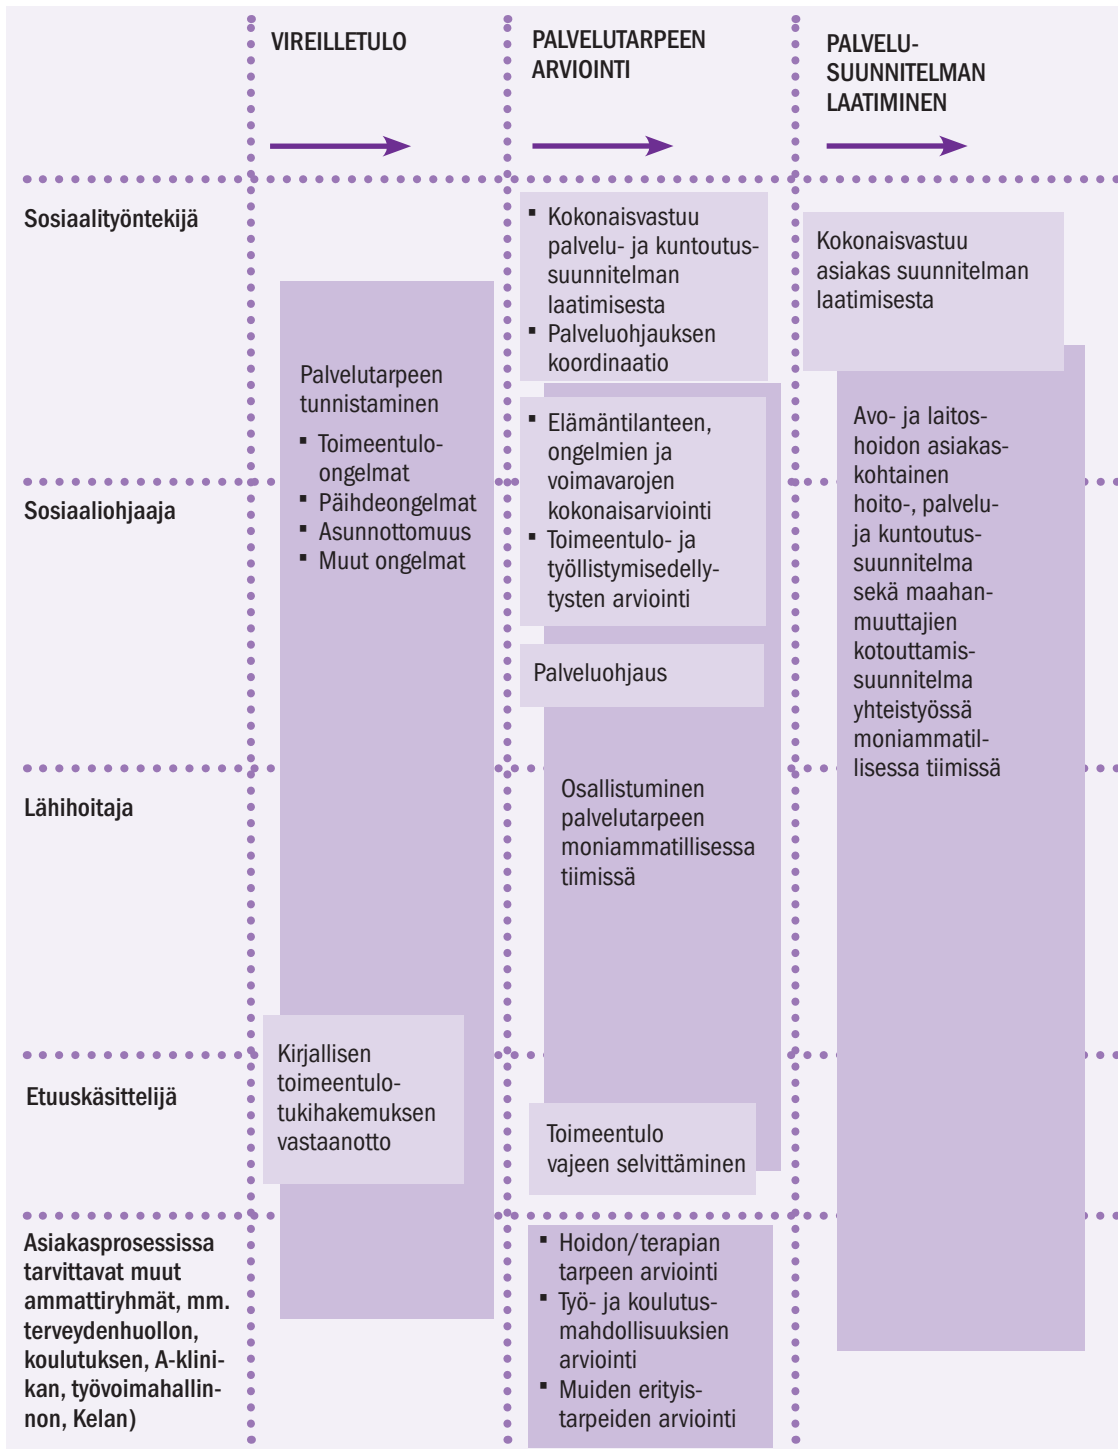 VIREILLETULO
PALVELUTARPEEN
ARVIOINTI
PALVELU-
SUUNNITELMAN
LAATIMINEN
Sosiaalityöntekijä
▪ Kokonaisvastuu
palvelu- ja kuntoutus-
suunnitelman
laatimisesta
▪ Palveluohjauksen
koordinaatio
Kokonaisvastuu
asiakas suunnitelman
laatimisesta
Palvelutarpeen
tunnistaminen
▪ Toimeentulo-
ongelmat
▪ Päihdeongelmat
▪ Asunnottomuus
▪ Muut ongelmat
▪ Elämäntilanteen,
ongelmien ja
voimavarojen
kokonaisarviointi
▪ Toimeentulo- ja
työllistymisedelly-
tysten arviointi
Avo- ja laitos-
hoidon asiakas-
kohtainen
hoito-, palvelu-
ja kuntoutus-
suunnitelma
sekä maahan-
muuttajien
kotouttamis-
suunnitelma
yhteistyössä
moniammatil-
lisessa tiimissä
Sosiaaliohjaaja
Palveluohjaus
Lähihoitaja
Osallistuminen
palvelutarpeen
moniammatillisessa
tiimissä
Etuuskäsittelijä
Kirjallisen
toimeentulo-
tukihakemuksen
vastaanotto
Toimeentulo
vajeen selvittäminen
Asiakasprosessissa
tarvittavat muut
ammattiryhmät, mm.
terveydenhuollon,
koulutuksen, A-klini-
kan, työvoimahallin-
non, Kelan)
▪ Hoidon/terapian
tarpeen arviointi
▪ Työ- ja koulutus-
mahdollisuuksien
arviointi
▪ Muiden erityis-
tarpeiden arviointi